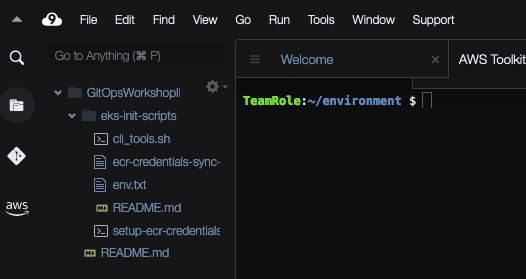 9 File Edit Find View Go Run Tools Window Support
Go to Anything (⌘ P)
Welcome × AWS Toolkit
GitOpsWorkshopI
eks-init-scripts
cli_tools.sh
ecr-credentials-sync-
env.txt
README.md
setup-ecr-credentials
README.md
aws
TeamRole:~/environment $